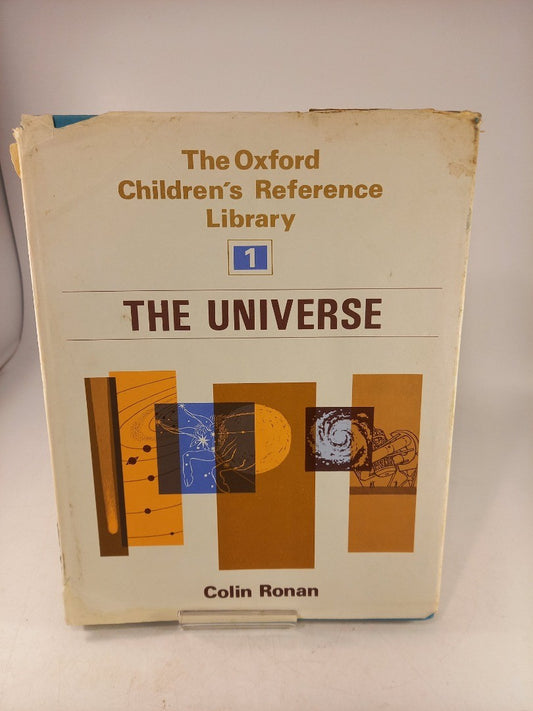 The Oxford
Children's Reference
Library
1
THE UNIVERSE
Colin Ronan